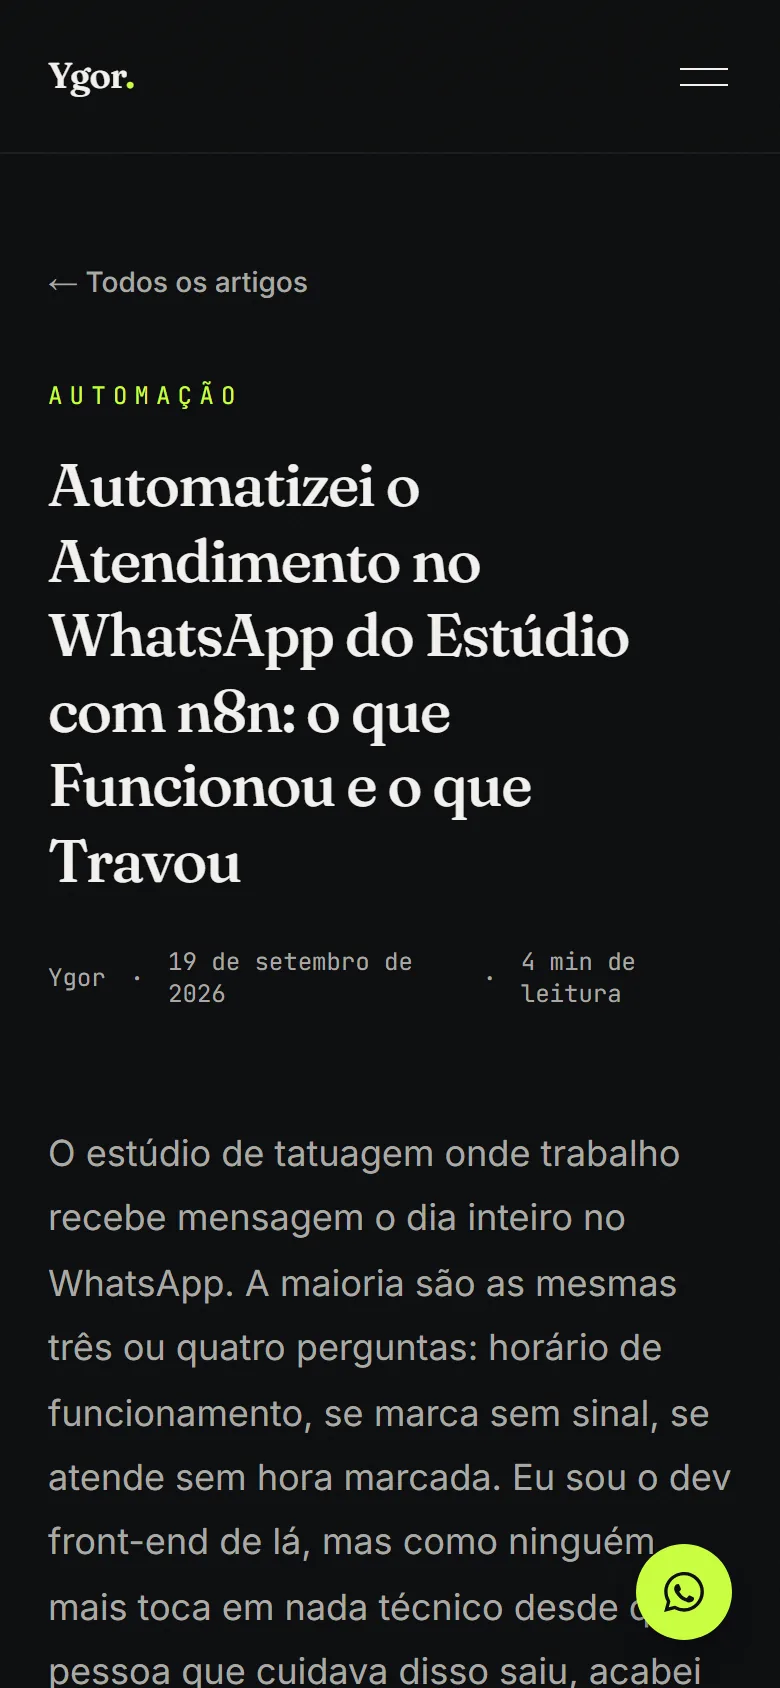 Ygor.
← Todos os artigos
AUTOMAÇÃO
Automatizei o
Atendimento no
WhatsApp do Estúdio
com n8n: o que
Funcionou e o que
Travou
Ygor · 19 de setembro de 2026 · 4 min de leitura
O estúdio de tatuagem onde trabalho
recebe mensagem o dia inteiro no
WhatsApp. A maioria são as mesmas
três ou quatro perguntas: horário de
funcionamento, se marca sem sinal, se
atende sem hora marcada. Eu sou o dev
front-end de lá, mas como ninguém
mais toca em nada técnico desde
pessoa que cuidava disso saiu, acabei